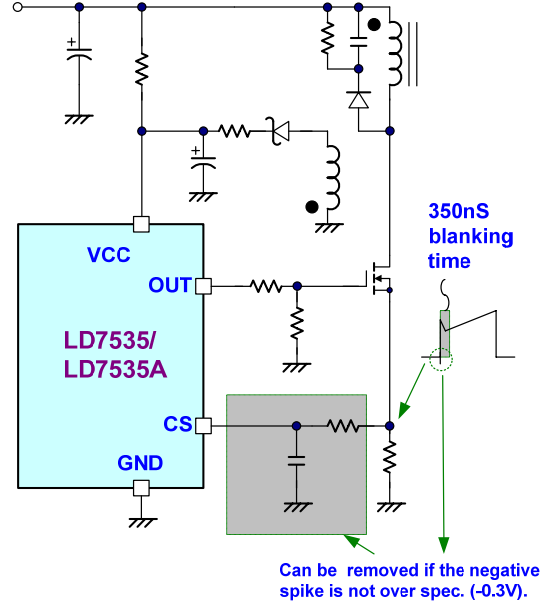 350nS
blanking
time
VCC
OUT
LD7535/
LD7535A
CS
GND
+
+
Can be removed if the negative
spike is not over spec. (-0.3V).